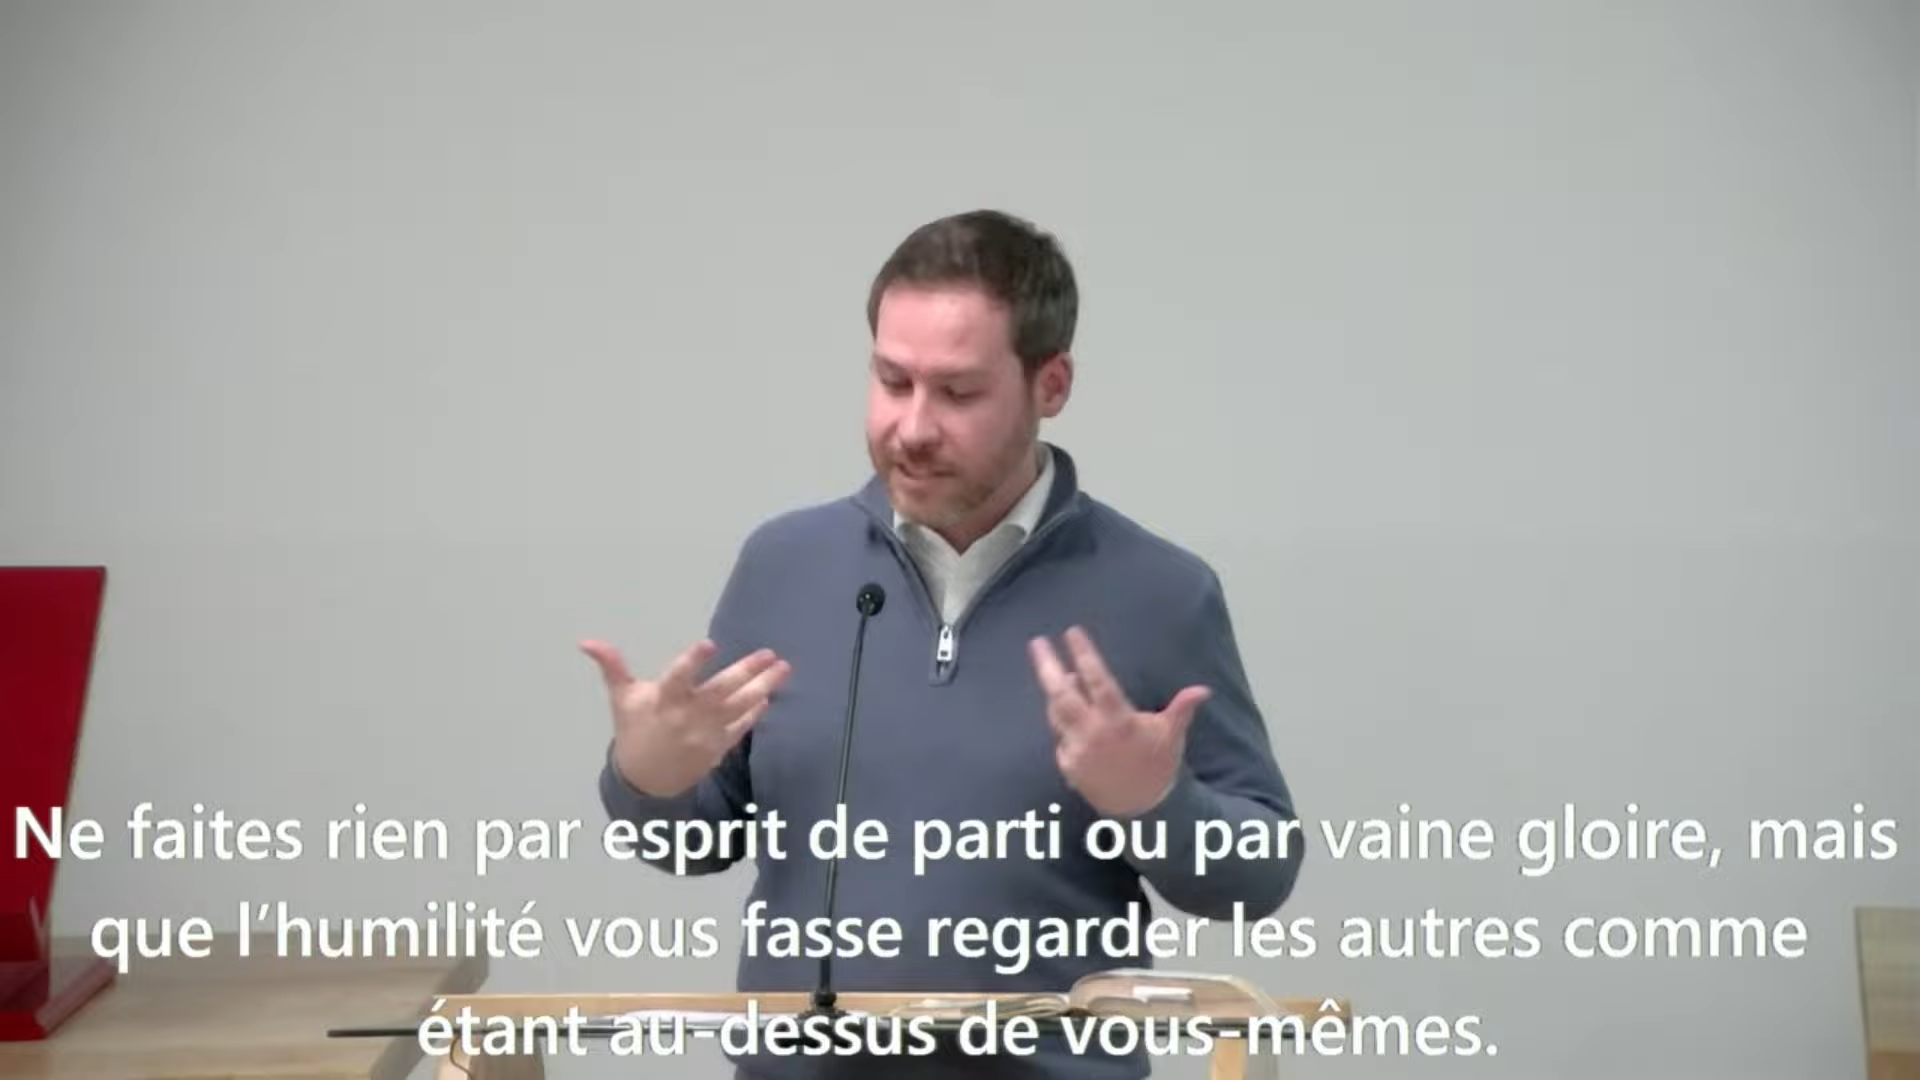 Ne faites rien par esprit de parti ou par vaine gloire, mais
que l’humilité vous fasse regarder les autres comme
étant au-dessus de vous-mêmes.